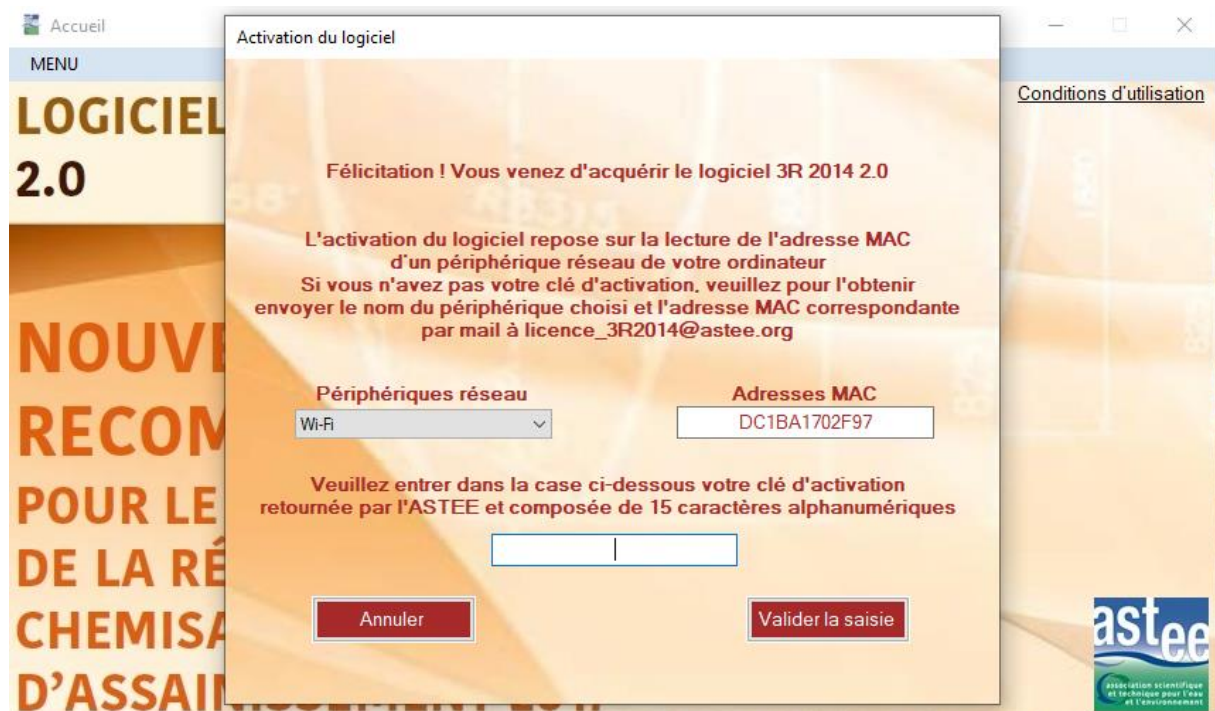 Accueil
MENU
LOGICIEL
2.0
Conditions d'utilisation
NOUVE
RECOM
POUR LE
DE LA RÉ
CHEMISA
D'ASSAI
Activation du logiciel
Félicitation ! Vous venez d'acquérir le logiciel 3R 2014 2.0
L'activation du logiciel repose sur la lecture de l'adresse MAC
d'un périphérique réseau de votre ordinateur
Si vous n'avez pas votre clé d'activation, veuillez pour l'obtenir
envoyer le nom du périphérique choisi et l'adresse MAC correspondante
par mail à licence_3R2014@astee.org
Périphériques réseau
Adresses MAC
Wi-Fi
DC1BA1702F97
Veuillez entrer dans la case ci-dessous votre clé d'activation
retournée par l'ASTEE et composée de 15 caractères alphanumériques
Annuler
Valider la saisie
astee
association scientifique
et technique pour l'eau
et l'environnement